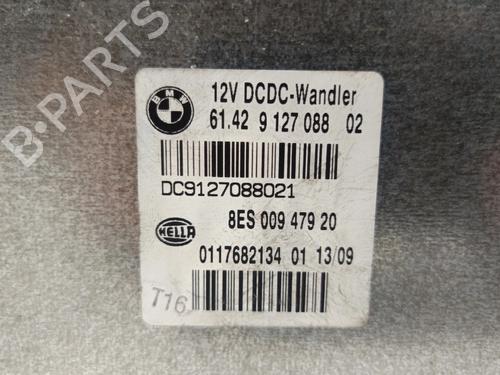 BMW
12V DCDC-Wandler
61.42 9 127 088 02
DC9127088021
8ES 009 479 20
HELLA
0117682134 01 13/09
T16
B-PARTS